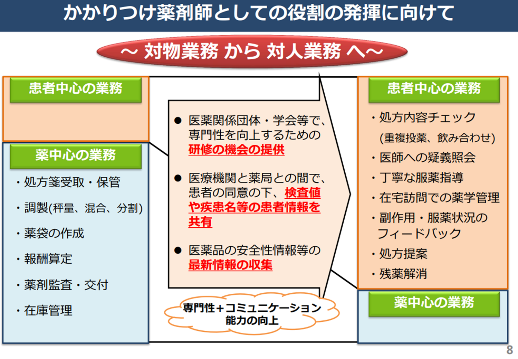 かかりつけ薬剤師としての役割の発揮に向けて
～ 対物業務 から 対人業務 へ～
患者中心の業務
薬中心の業務
・処方箋受取・保管
・調製(秤量、混合、分割)
・薬袋の作成
・報酬算定
・薬剤監査・交付
・在庫管理
● 医薬関係団体・学会等で、
専門性を向上するための
研修の機会の提供
● 医療機関と薬局との間で、
患者の同意の下、検査値
や疾患名等の患者情報を
共有
● 医薬品の安全性情報等の
最新情報の収集
専門性＋コミュニケーション
能力の向上
患者中心の業務
・処方内容チェック
(重複投薬、飲み合わせ)
・医師への疑義照会
・丁寧な服薬指導
・在宅訪問での薬学管理
・副作用・服薬状況の
フィードバック
・処方提案
・残薬解消
薬中心の業務
8